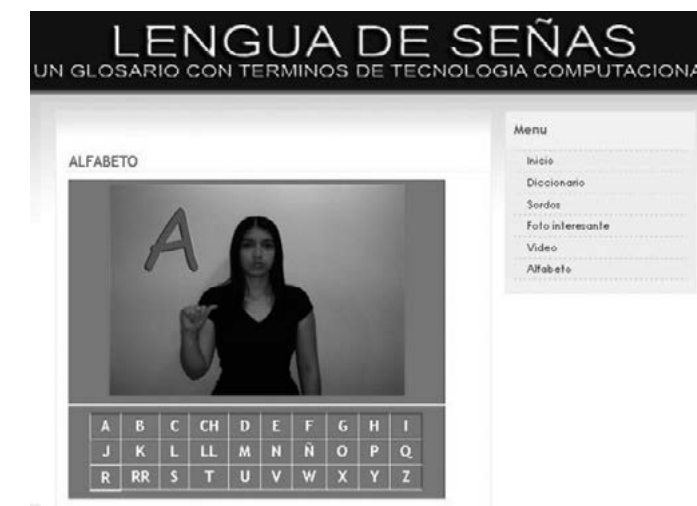 LENGUA DE SEÑAS
UN GLOSARIO CON TERMINOS DE TECNOLOGIA COMPUTACIONA
ALFABETO
A
A B C CH D E F G H I
J K L LL M N Ñ O P Q
R RR S T U V W X Y Z
Menu
Inicio
Diccionario
Sordos
Foto interesante
Video
Alfabeto